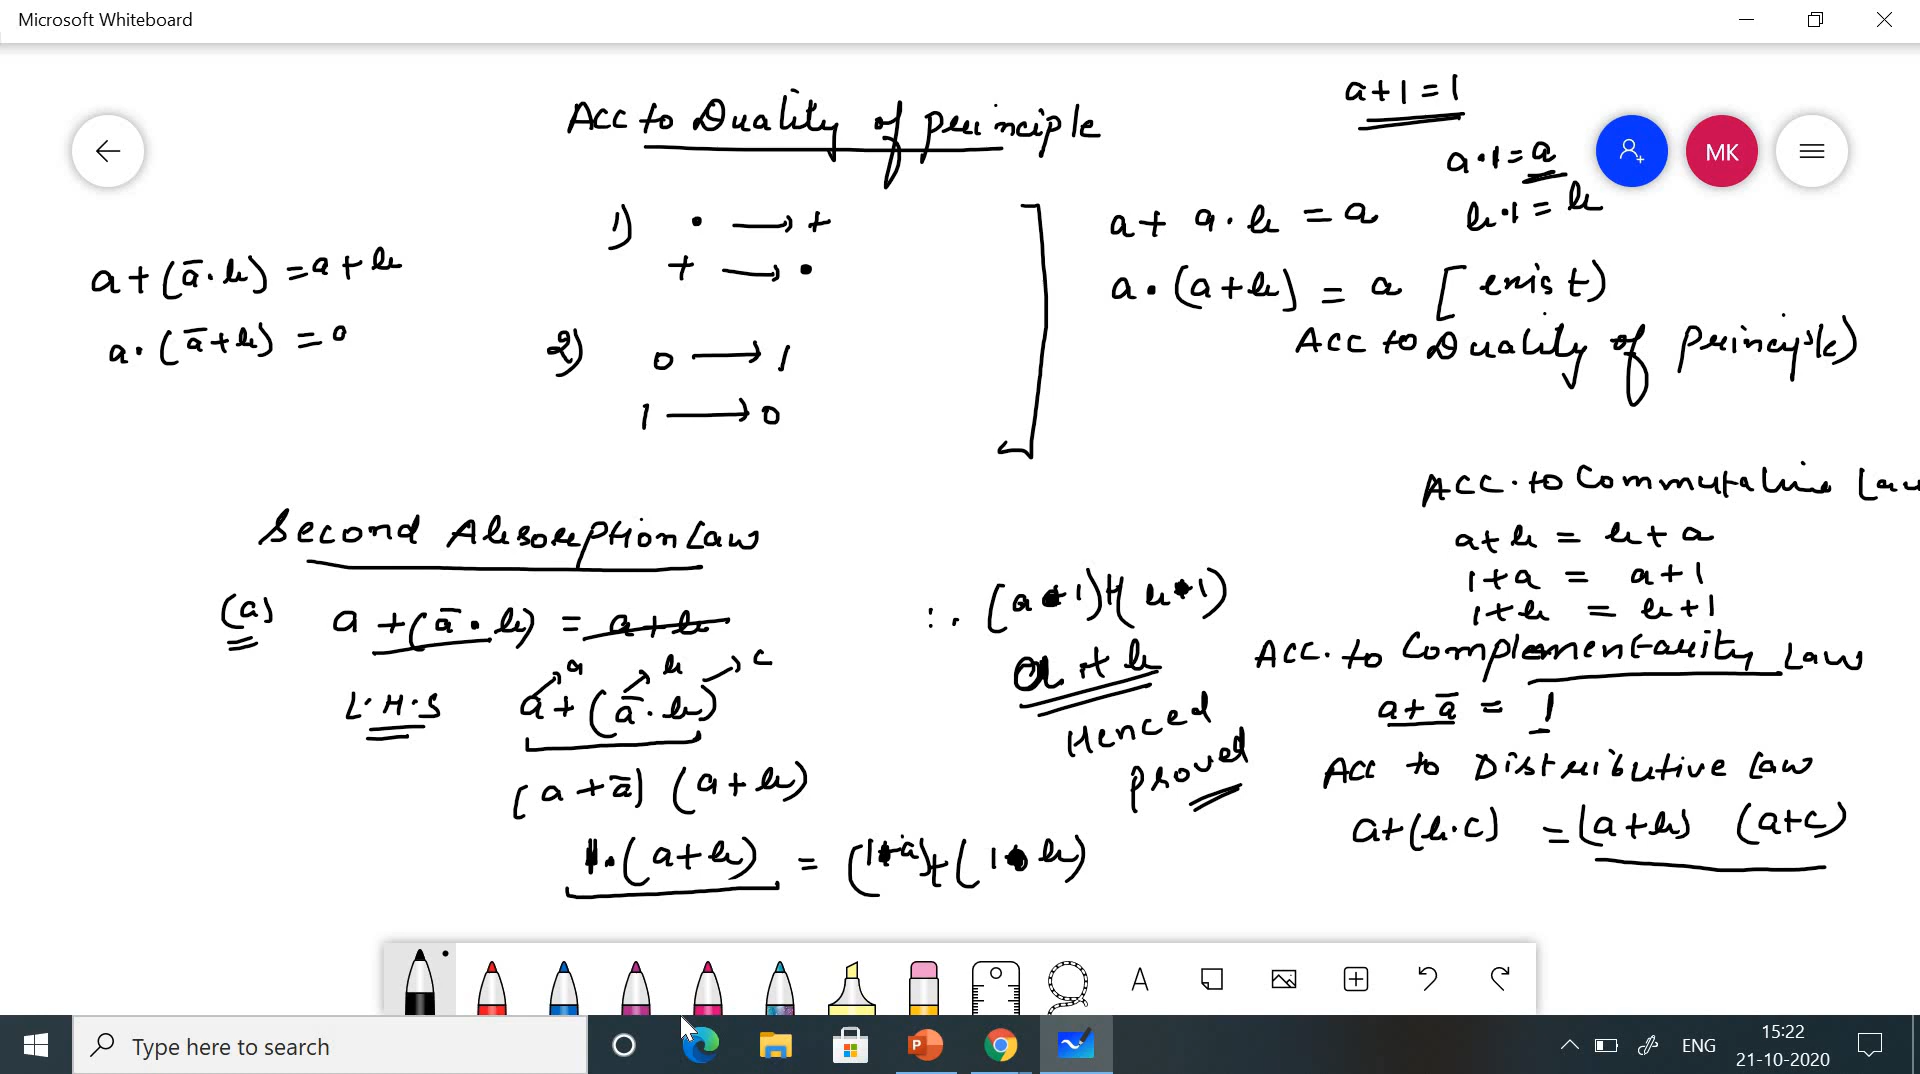 Microsoft Whiteboard
Acc to Duality of principle
a+1=1
MK
a·1=a
b·1=b
1) · → +
+ → ·
a+ a·b = a
a·(a+b) = a [exist)
Acc to Duality of principle)
a+(ā·b) =a+b
a·(ā+b) =
2) 0 → 1
1 → 0
Acc. to Commutative Law
a+b = b+a
1+a = a+1
1+b = b+1
Second Absorption Law
(a) a +(ā·b) = a+b
a b c
L.H.S a+(ā·b)
(a+ā) (a+b)
1·(a+b) = (1·a)+(1·b)
∴ (a·1)+(b·1)
a+b
Henced
proved
Acc. to Complementarity Law
a+ā = 1
Acc to Distributive Law
a+(b·c) =(a+b) (a+c)
A
Type here to search
ENG
15:22
21-10-2020